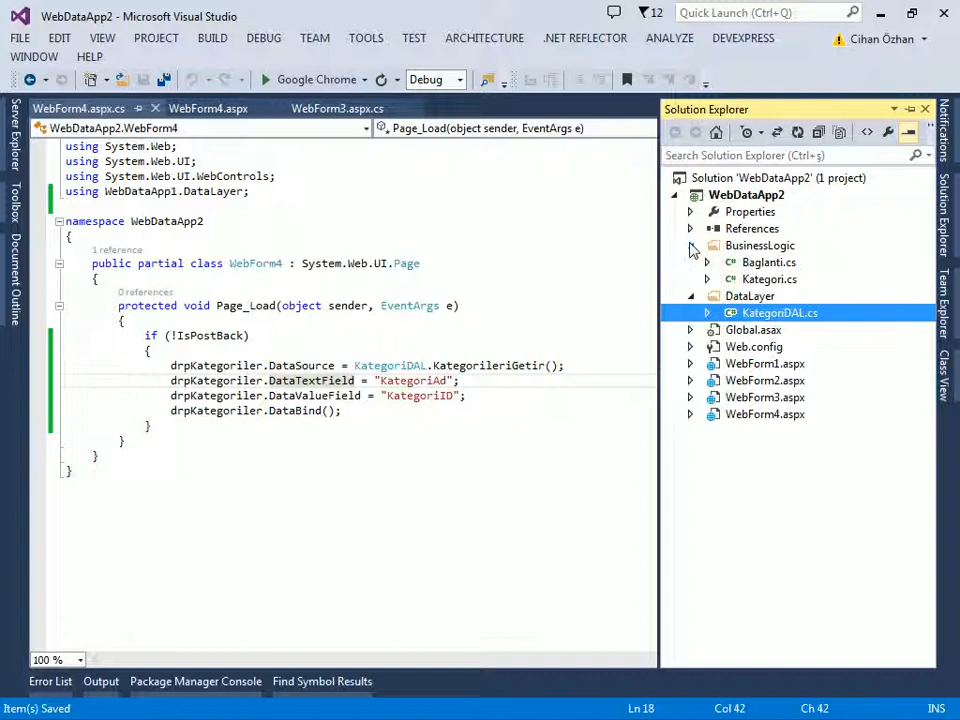 WebDataApp2 - Microsoft Visual Studio
12
Quick Launch (Ctrl+Q)
FILE EDIT VIEW PROJECT BUILD DEBUG TEAM TOOLS TEST ARCHITECTURE .NET REFLECTOR ANALYZE DEVEXPRESS
Cihan Özhan
WINDOW HELP
Google Chrome
Debug
WebForm4.aspx.cs
WebForm4.aspx
WebForm3.aspx.cs
WebDataApp2.WebForm4
Page_Load(object sender, EventArgs e)
using System.Web;
using System.Web.UI;
using System.Web.UI.WebControls;
using WebDataApp1.DataLayer;
namespace WebDataApp2
{
1 reference
public partial class WebForm4 : System.Web.UI.Page
{
0 references
protected void Page_Load(object sender, EventArgs e)
{
if (!IsPostBack)
{
drpKategoriler.DataSource = KategoriDAL.KategorileriGetir();
drpKategoriler.DataTextField = "KategoriAd";
drpKategoriler.DataValueField = "KategoriID";
drpKategoriler.DataBind();
}
}
}
}
100 %
Server Explorer
Toolbox
Document Outline
Solution Explorer
Search Solution Explorer (Ctrl+ş)
Solution 'WebDataApp2' (1 project)
WebDataApp2
Properties
References
BusinessLogic
Baglanti.cs
Kategori.cs
DataLayer
KategoriDAL.cs
Global.asax
Web.config
WebForm1.aspx
WebForm2.aspx
WebForm3.aspx
WebForm4.aspx
Notifications
Solution Explorer
Team Explorer
Class View
Error List
Output
Package Manager Console
Find Symbol Results
Item(s) Saved
Ln 18
Col 42
Ch 42
INS